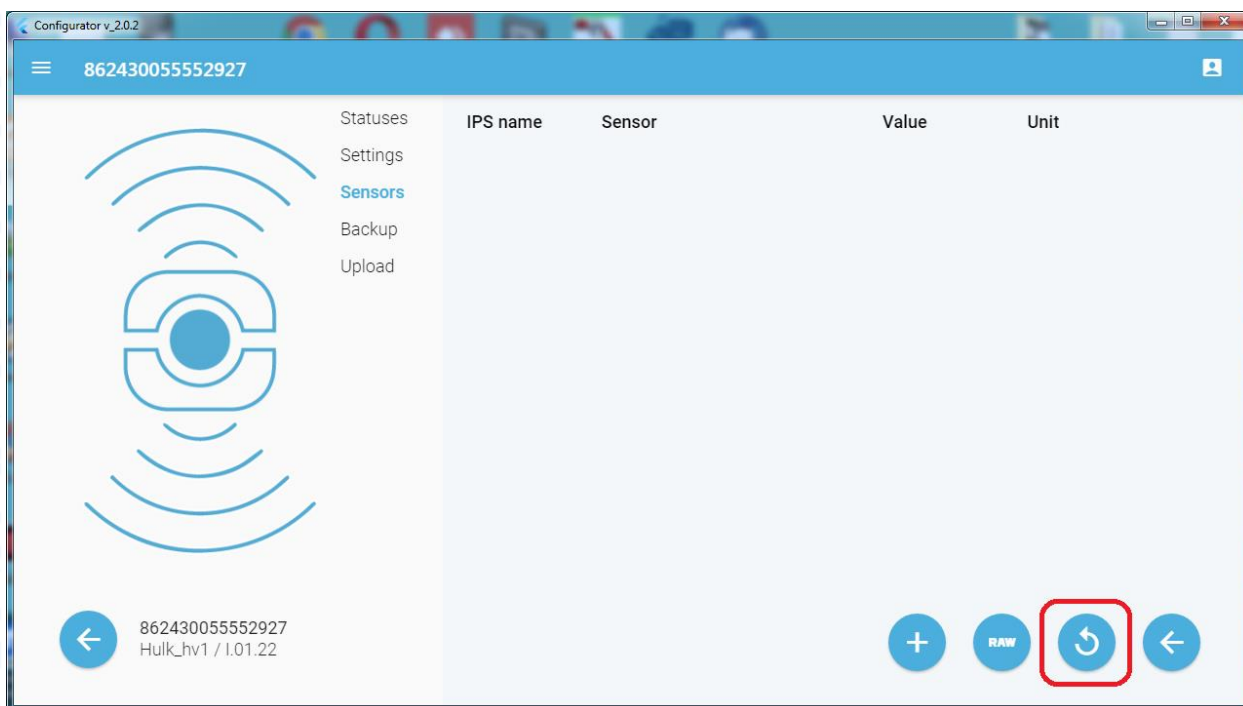 Configurator v_2.0.2
862430055552927
Statuses
Settings
Sensors
Backup
Upload
IPS name Sensor Value Unit
862430055552927
Hulk_hv1 / I.01.22
RAW